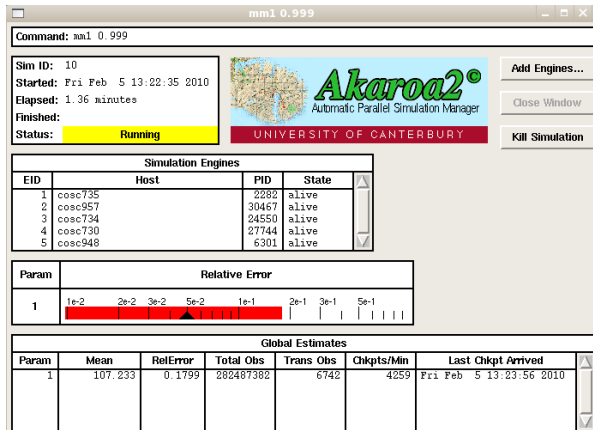 mm1 0.999
Command: mm1 0.999
Sim ID: 10
Started: Fri Feb 5 13:22:35 2010
Elapsed: 1.36 minutes
Finished:
Status: Running
Akaroa2©
Automatic Parallel Simulation Manager
UNIVERSITY OF CANTERBURY
Add Engines...
Close Window
Kill Simulation
Simulation Engines
EID Host PID State
1 cosc735 2282 alive
2 cosc957 30467 alive
3 cosc734 24550 alive
4 cosc730 27744 alive
5 cosc948 6301 alive
Param Relative Error
1 1e-2 2e-2 3e-2 5e-2 1e-1 2e-1 3e-1 5e-1
Global Estimates
Param Mean RelError Total Obs Trans Obs Chkpts/Min Last Chkpt Arrived
1 107.233 0.1799 282487382 6742 4259 Fri Feb 5 13:23:56 2010